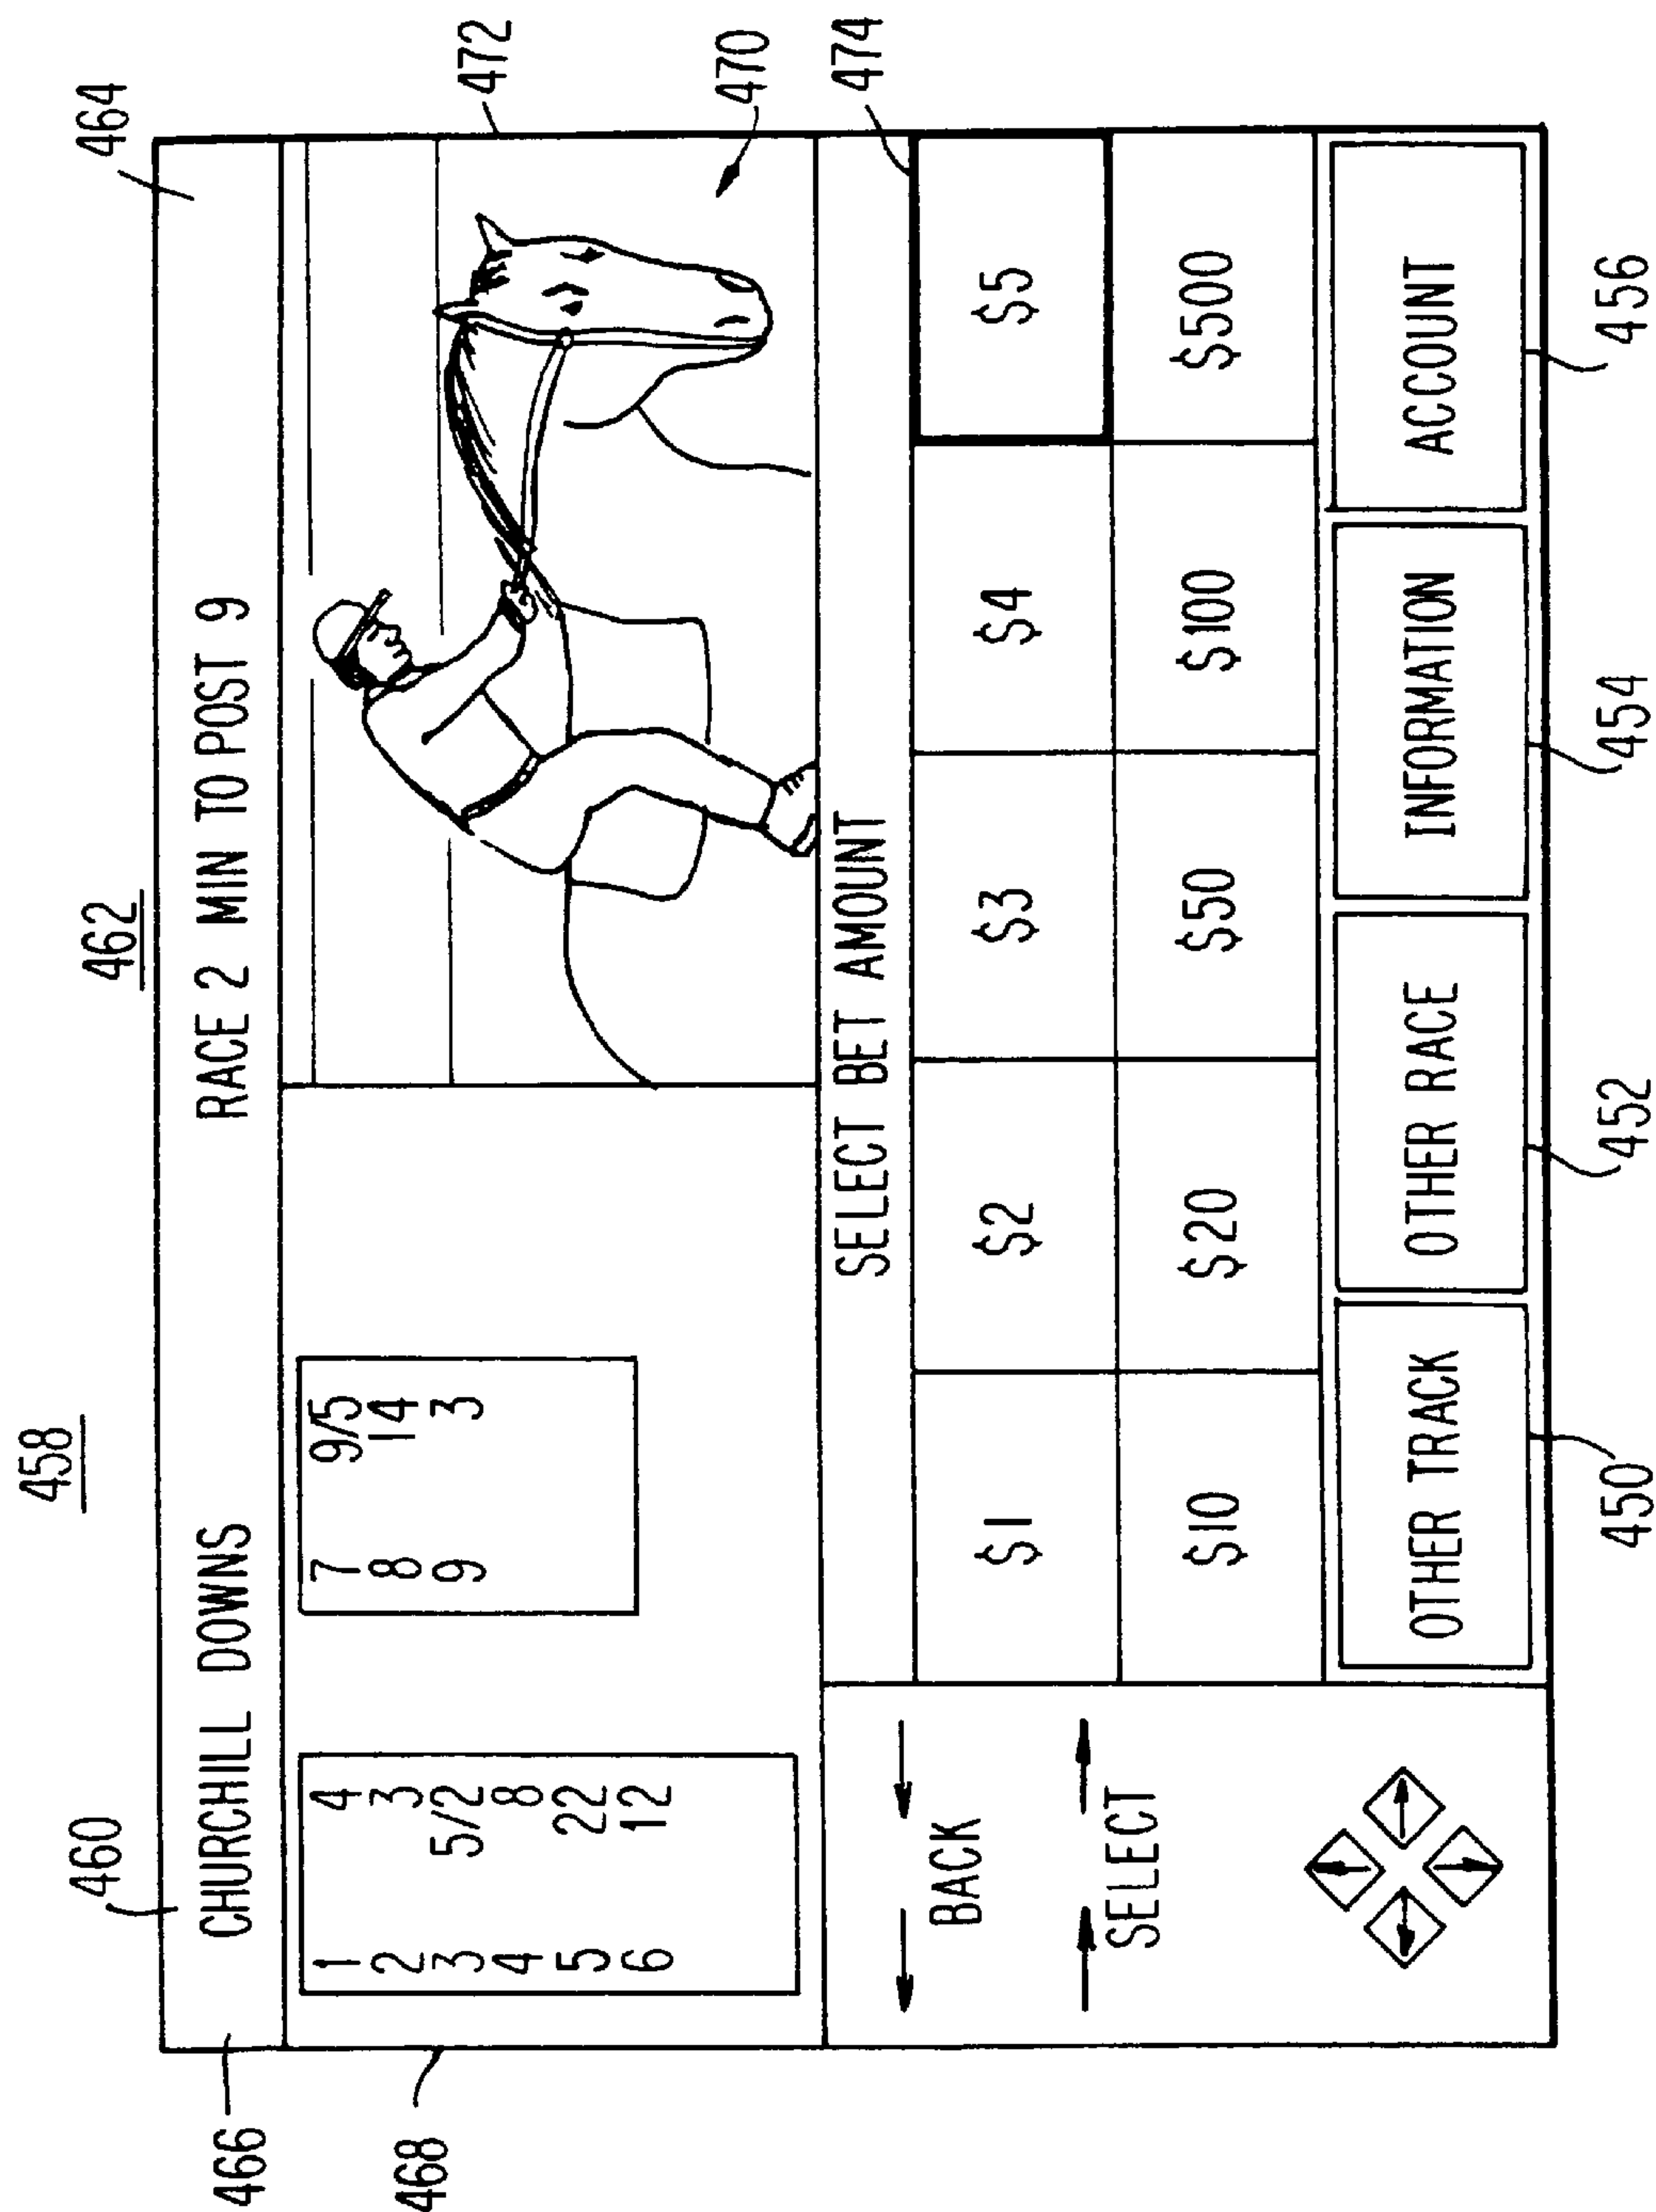 458
462
460
464
466
CHURCHILL DOWNS RACE 2 MIN TO POST 9
468
472
1 4 7 9/5
2 3 8 14
3 5/2 9 3
4 8
5 22
6 12
470
474
SELECT BET AMOUNT
BACK
SELECT
$1 $2 $3 $4 $5
$10 $20 $50 $100 $500
OTHER TRACK OTHER RACE INFORMATION ACCOUNT
450 452 454 456